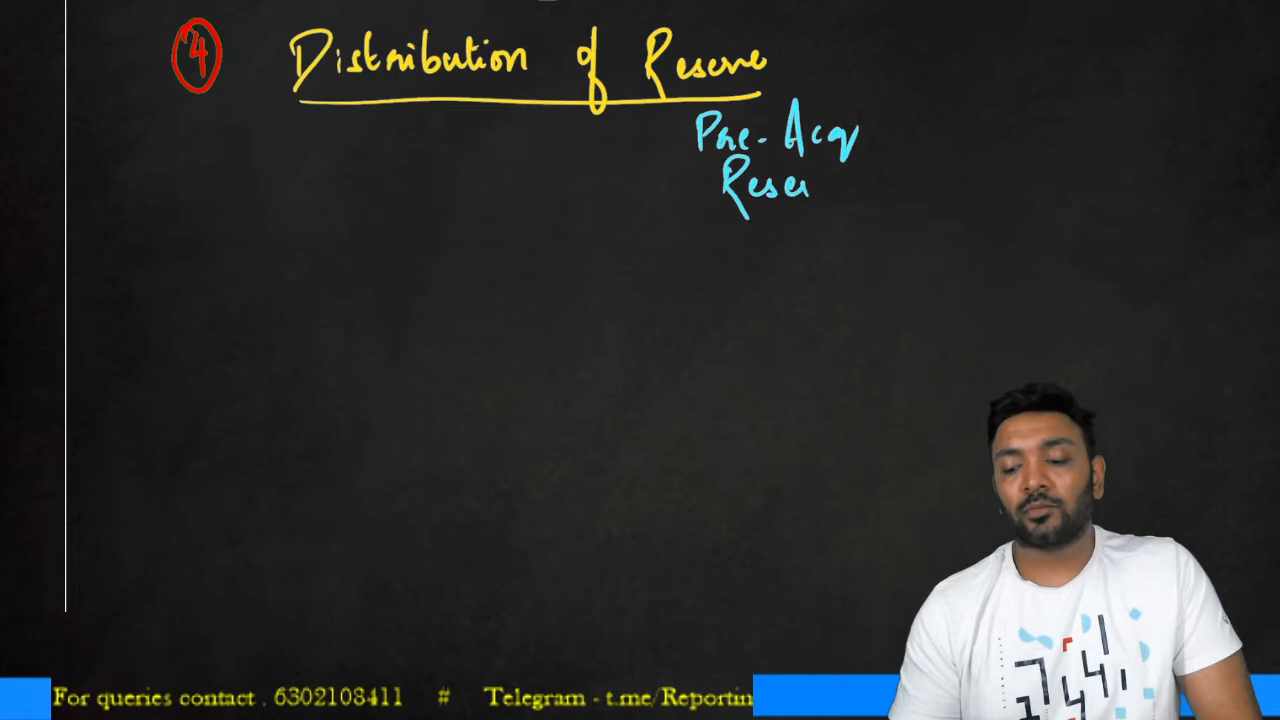 4 Distribution of Reserve
Pre-Acq
Reser
For queries contact . 6302108411 # Telegram - t.me/Reportin